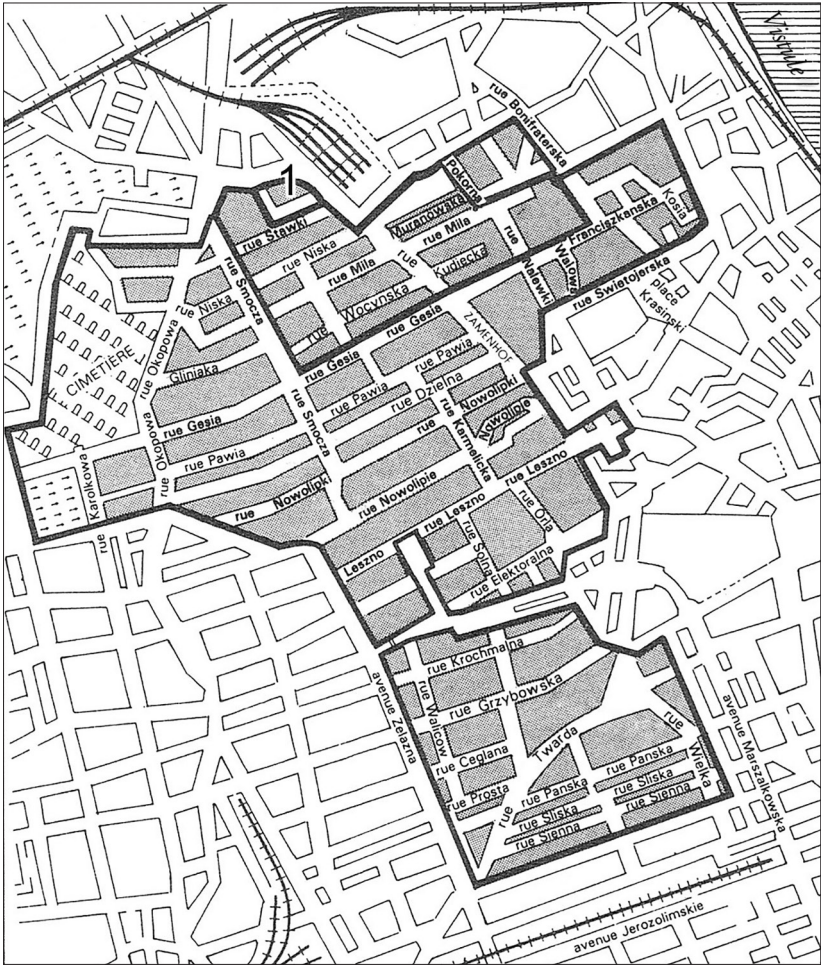 Vistule
rue Bonifraterska
1
Pokorna
Muranowska
Franciszkanska
Kosla
rue Stawki
rue Mila
rue Niska
rue Mila
rue
Kudiecka
rue
Nalewki
Walowa
rue Swietojerska
place
Krasinski
rue Smocza
rue Niska
rue Wocynska
rue Gesia
ZAMENHOF
CIMETIÈRE
rue Okopowa
Gliniaka
rue Gesia
rue Pawia
rue Pawia
rue Dzielna
Nowolipki
Nowolipie
rue Smocza
rue
rue Karmelicka
rue Gesia
rue Okopowa
rue Pawia
rue Karolkowa
rue Nowolipki
rue Nowolipie
rue Leszno
rue Leszno
rue Orla
rue Solna
Leszno
rue Elektoralna
rue Krochmalna
avenue Zelazna
rue Walicow
rue Grzybowska
rue Twarda
rue Wielka
avenue Marszalkowska
rue Ceglana
rue Prosta
rue Panska
rue Sliska
rue Sienna
rue Panska
rue Sliska
rue Sienna
avenue Jerozolimskie